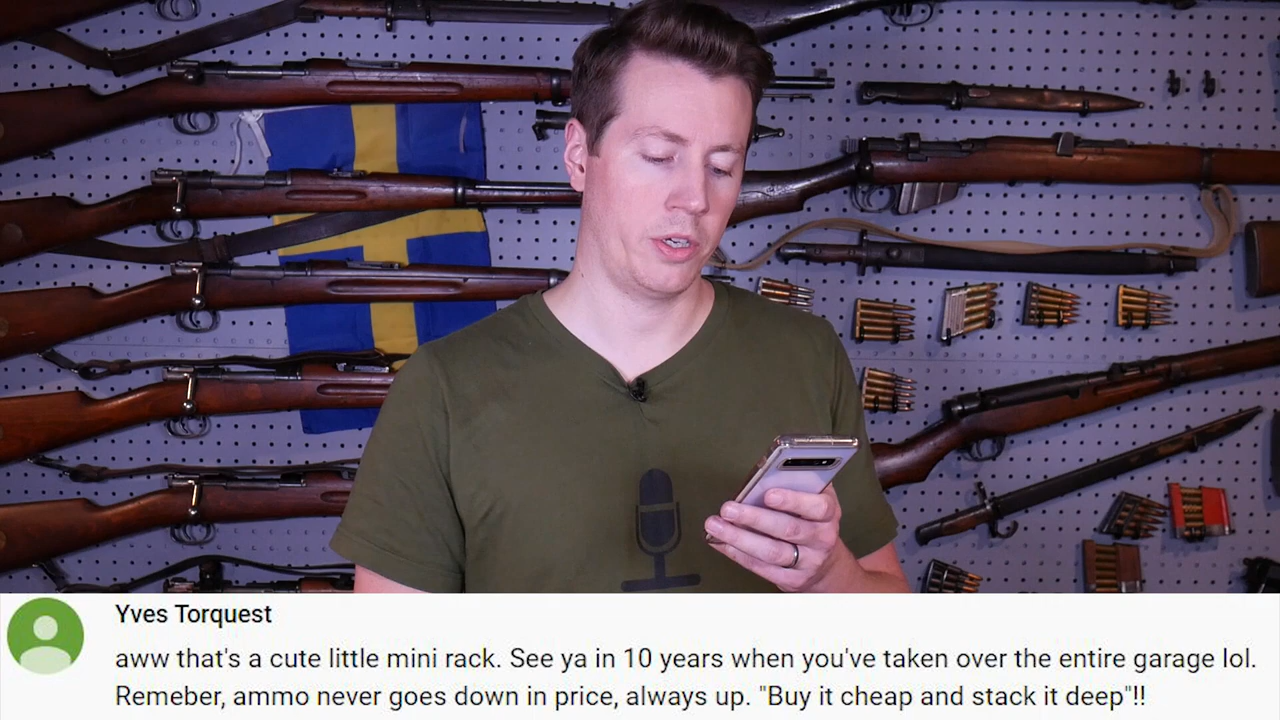 Yves Torquest
aww that's a cute little mini rack. See ya in 10 years when you've taken over the entire garage lol.
Remeber, ammo never goes down in price, always up. "Buy it cheap and stack it deep"!!